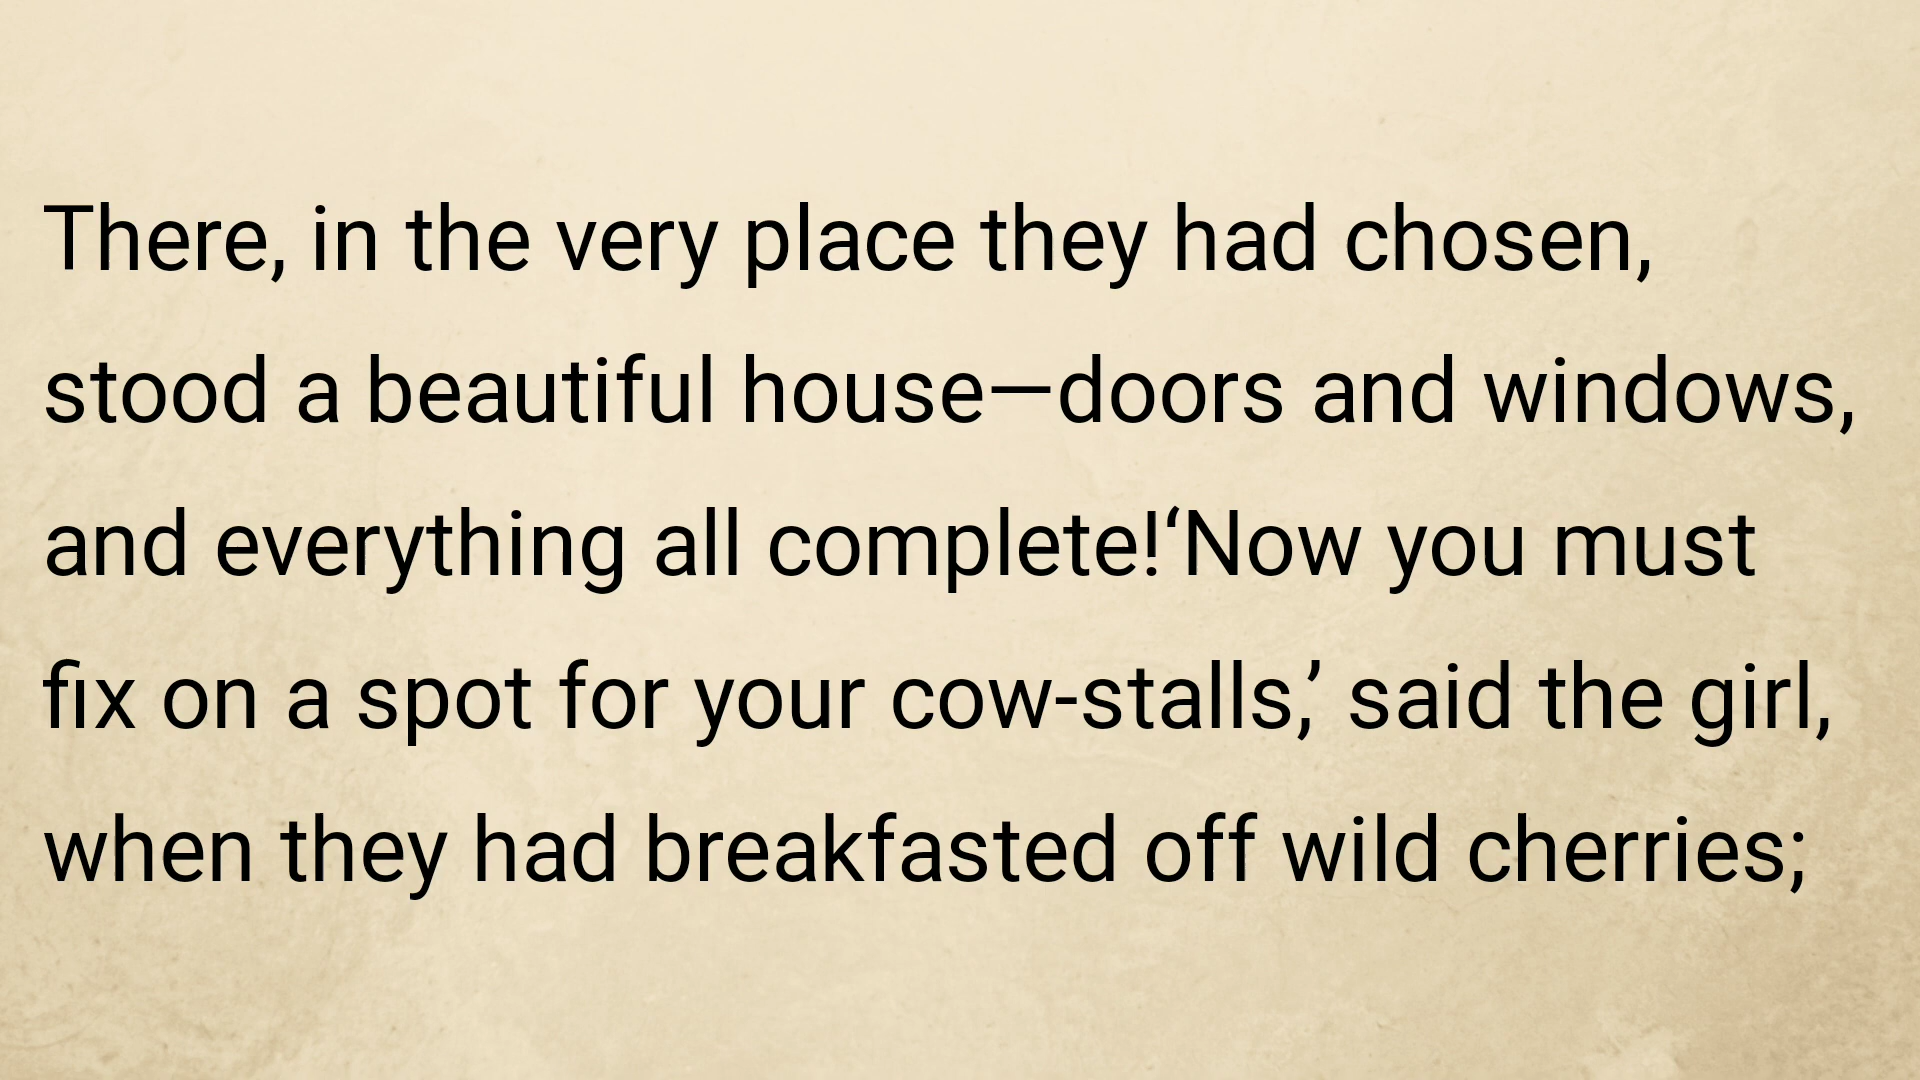 There, in the very place they had chosen,
stood a beautiful house—doors and windows,
and everything all complete!‘Now you must
fix on a spot for your cow-stalls,’ said the girl,
when they had breakfasted off wild cherries;